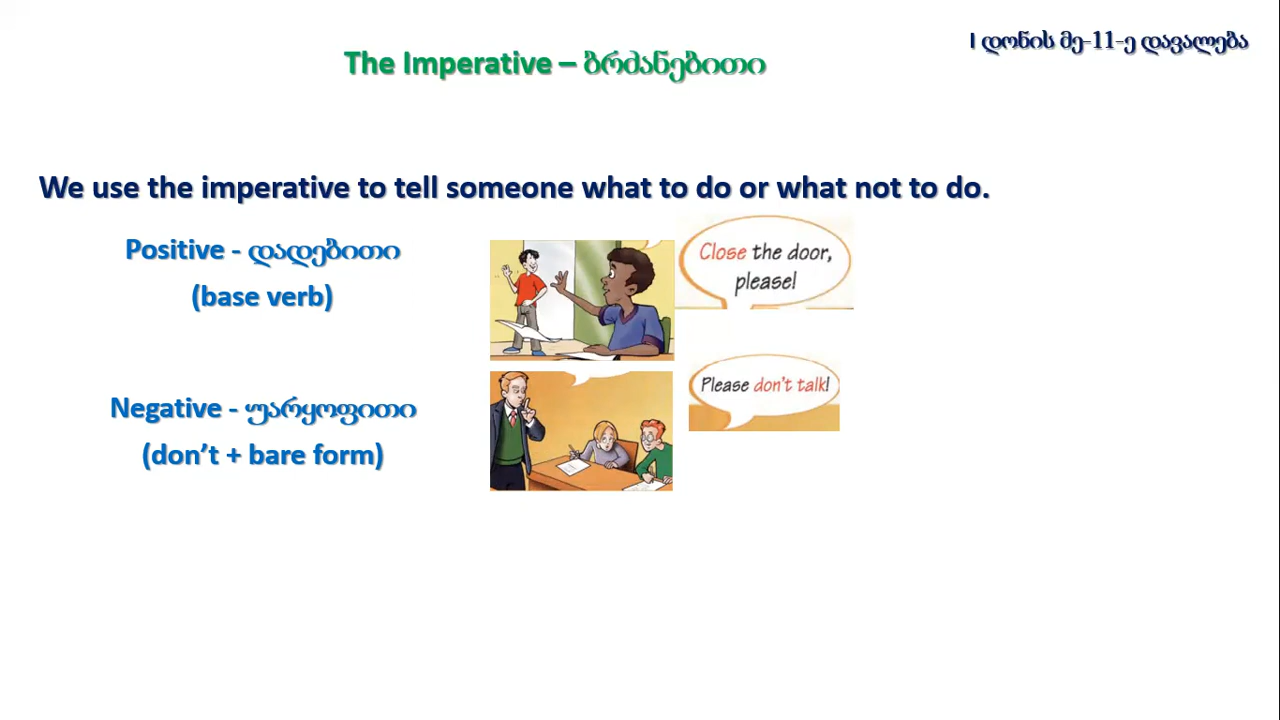 I დონის მე-11-ე დავალება
The Imperative – ბრძანებითი
We use the imperative to tell someone what to do or what not to do.
Positive - დადებითი
(base verb)
Close the door,
please!
Negative - უარყოფითი
(don’t + bare form)
Please don't talk!